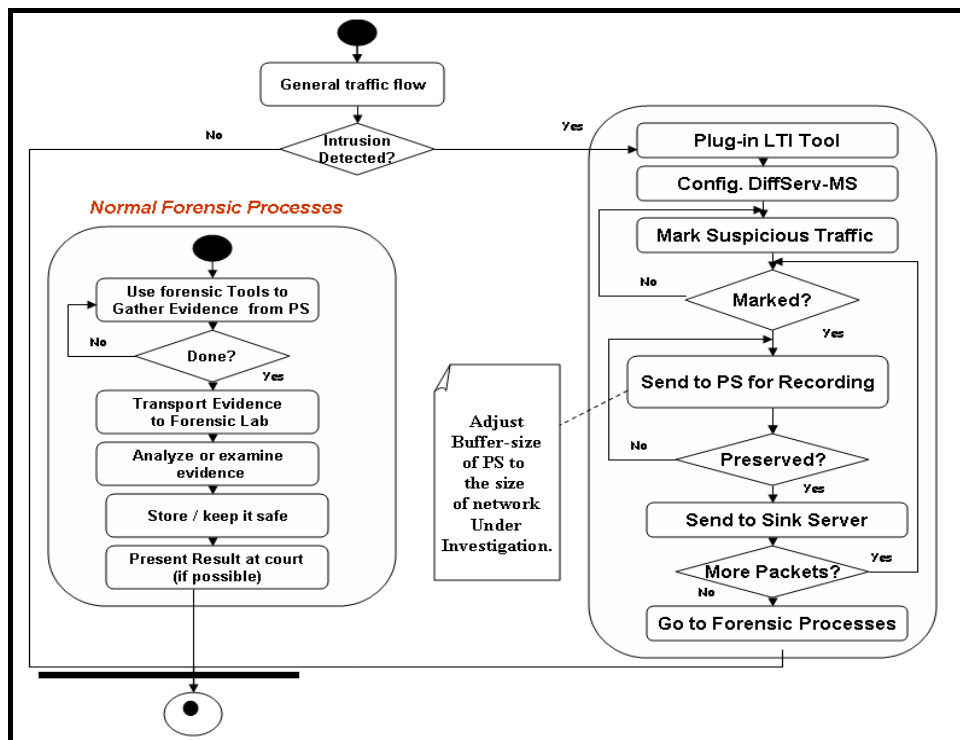 General traffic flow
Intrusion
Detected?
No
Yes
Plug-in LTI Tool
Config. DiffServ-MS
Mark Suspicious Traffic
No
Marked?
Yes
Send to PS for Recording
No
Preserved?
Yes
Send to Sink Server
More Packets?
Yes
No
Go to Forensic Processes
Adjust
Buffer-size
of PS to
the size
of network
Under
Investigation.
Normal Forensic Processes
Use forensic Tools to
Gather Evidence from PS
No
Done?
Yes
Transport Evidence
to Forensic Lab
Analyze or examine
evidence
Store / keep it safe
Present Result at court
(if possible)